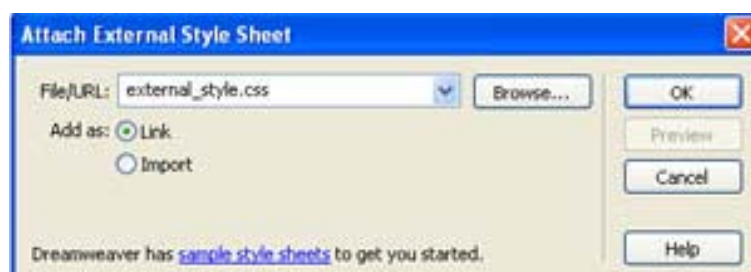 Attach External Style Sheet
File/URL: external_style.css Browse... OK
Add as: Link Preview
Import Cancel
Dreamweaver has sample style sheets to get you started. Help